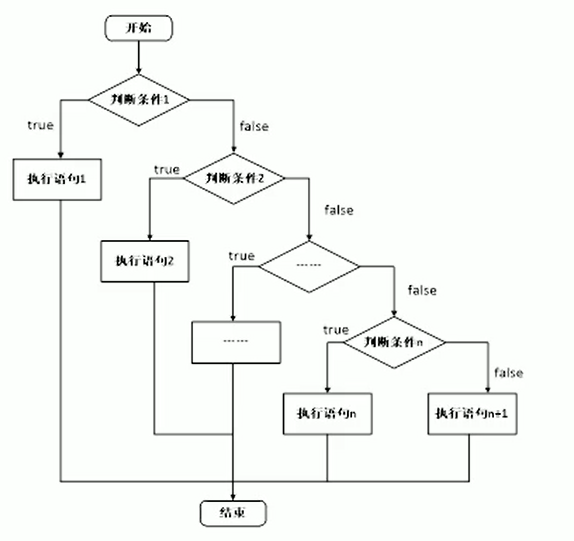 开始
判断条件1
true
false
执行语句1
true
判断条件2
false
执行语句2
true
……
false
……
true
判断条件n
false
执行语句n
执行语句n+1
结束